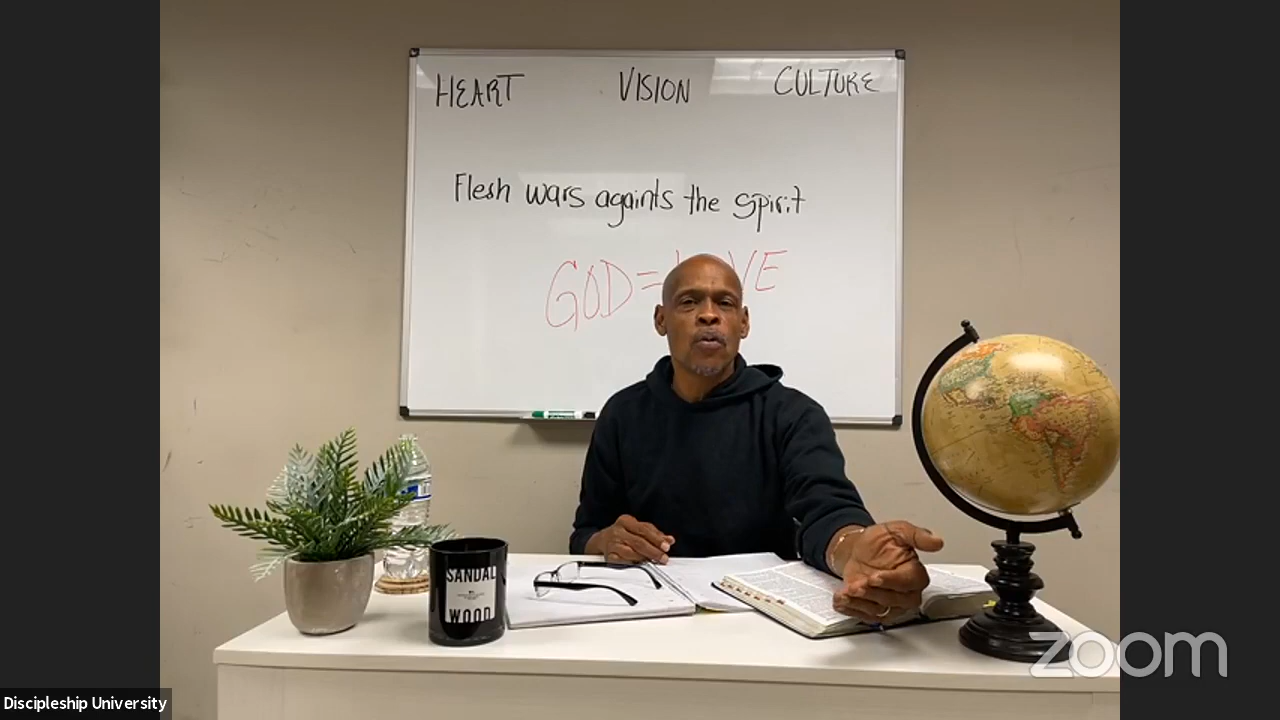 HEART VISION CULTURE
Flesh wars againts the spirit
GOD = VE
SANDAL
WOOD
zoom
Discipleship University